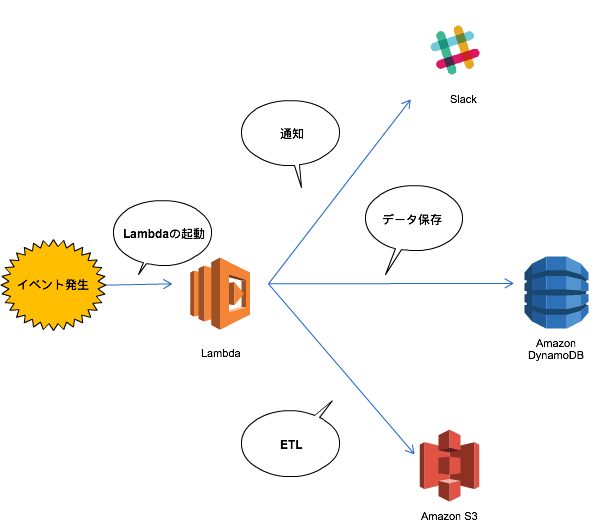 Slack
通知
データ保存
Lambdaの起動
イベント発生
Lambda
Amazon
DynamoDB
ETL
Amazon S3